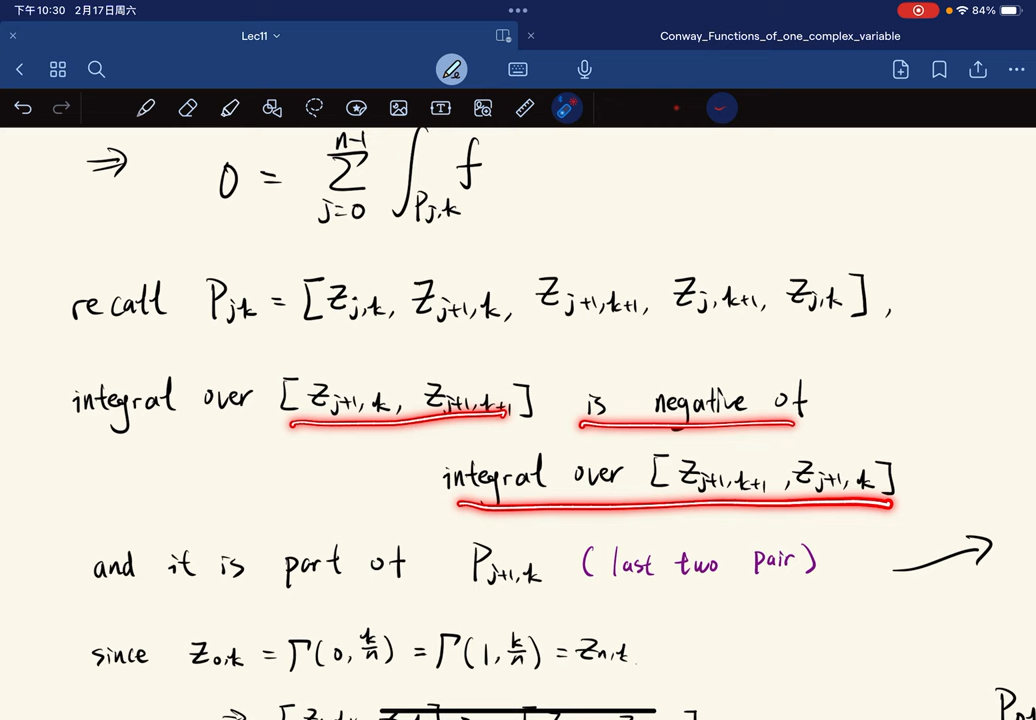 下午10:30 2月17日周六
84%
Lec11
Conway_Functions_of_one_complex_variable
⇒ 0 = ∑_{j=0}^{n-1} ∫_{P_{j,k}} f
recall P_{jk} = [Z_{j,k}, Z_{j+1,k}, Z_{j+1,k+1}, Z_{j,k+1}, Z_{j,k}],
integral over [Z_{j+1,k}, Z_{j+1,k+1}] is negative of
integral over [Z_{j+1,k+1}, Z_{j+1,k}]
and it is part of P_{j+1,k} (last two pair)
since Z_{0,k} = Γ(0, k/n) = Γ(1, k/n) = Z_{n,k}.